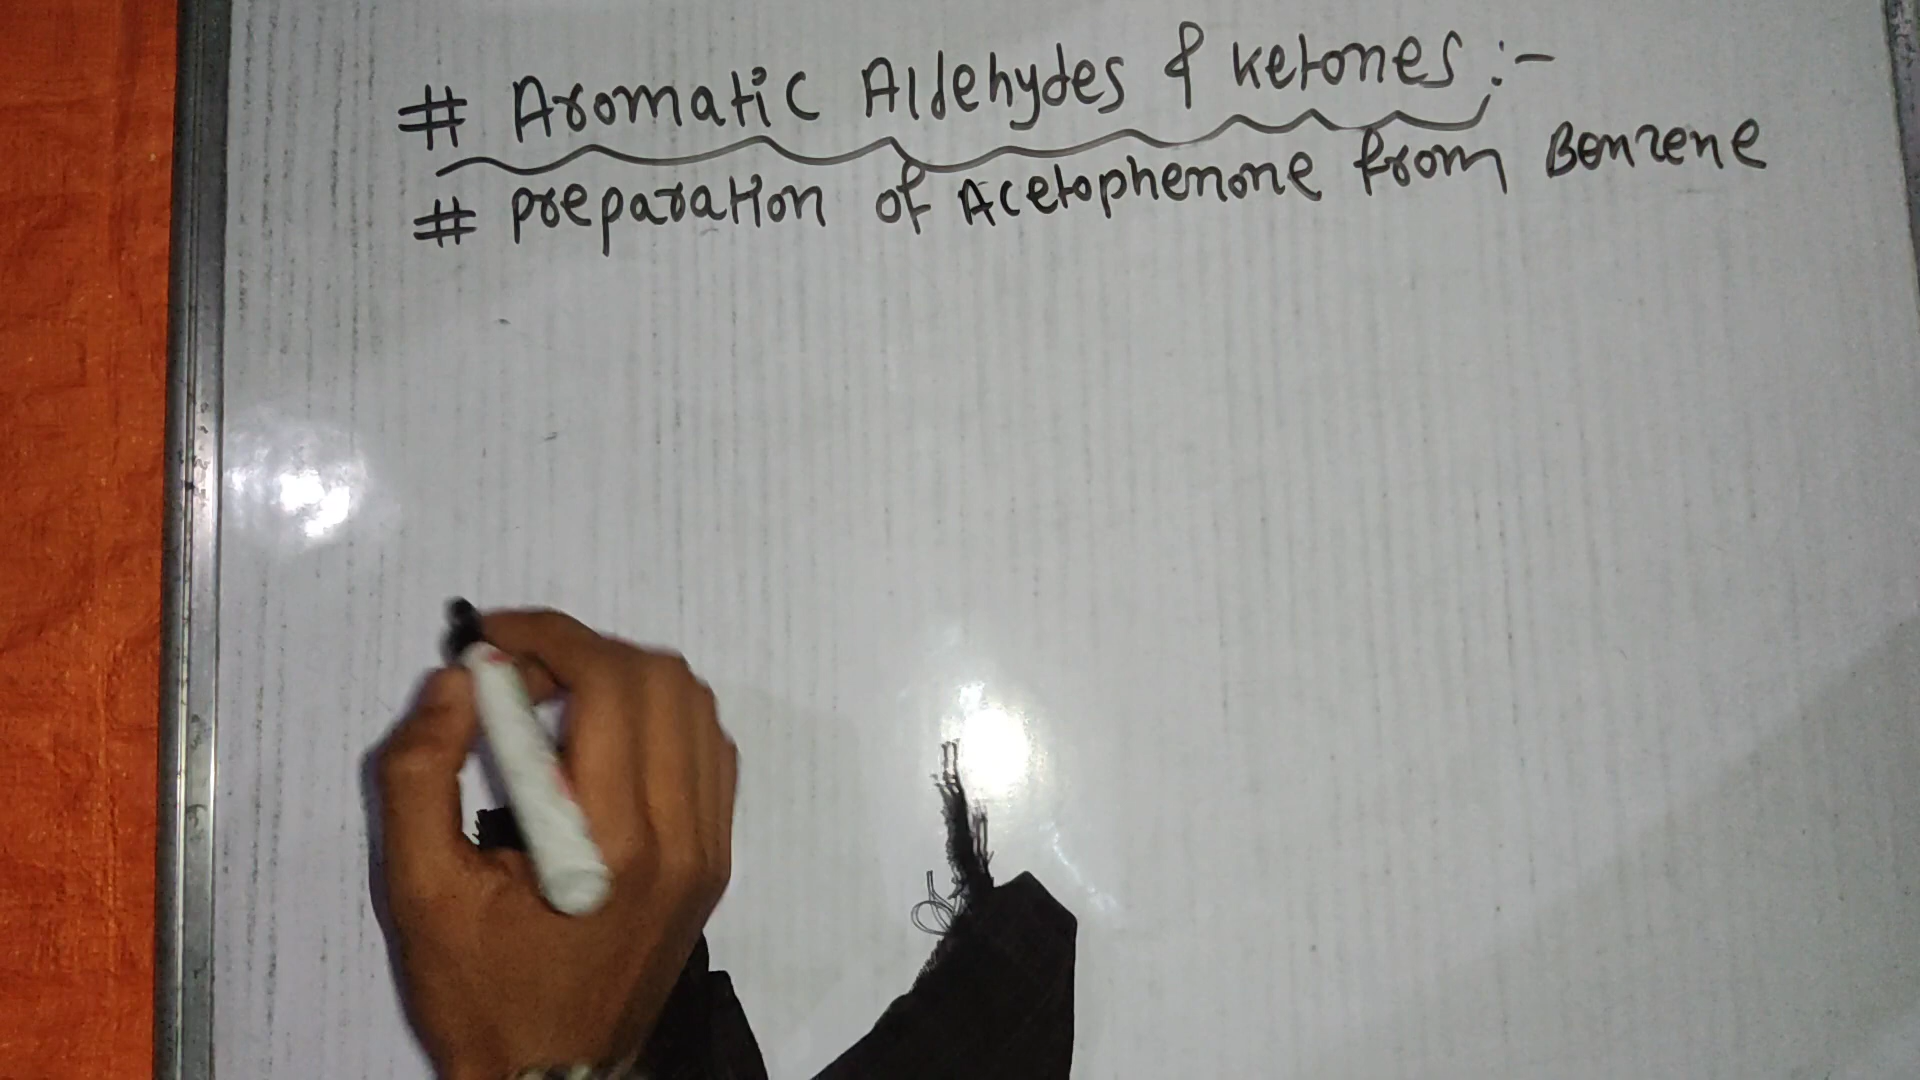 # Aromatic Aldehydes & ketones :-
# preparation of Acetophenone from Benzene